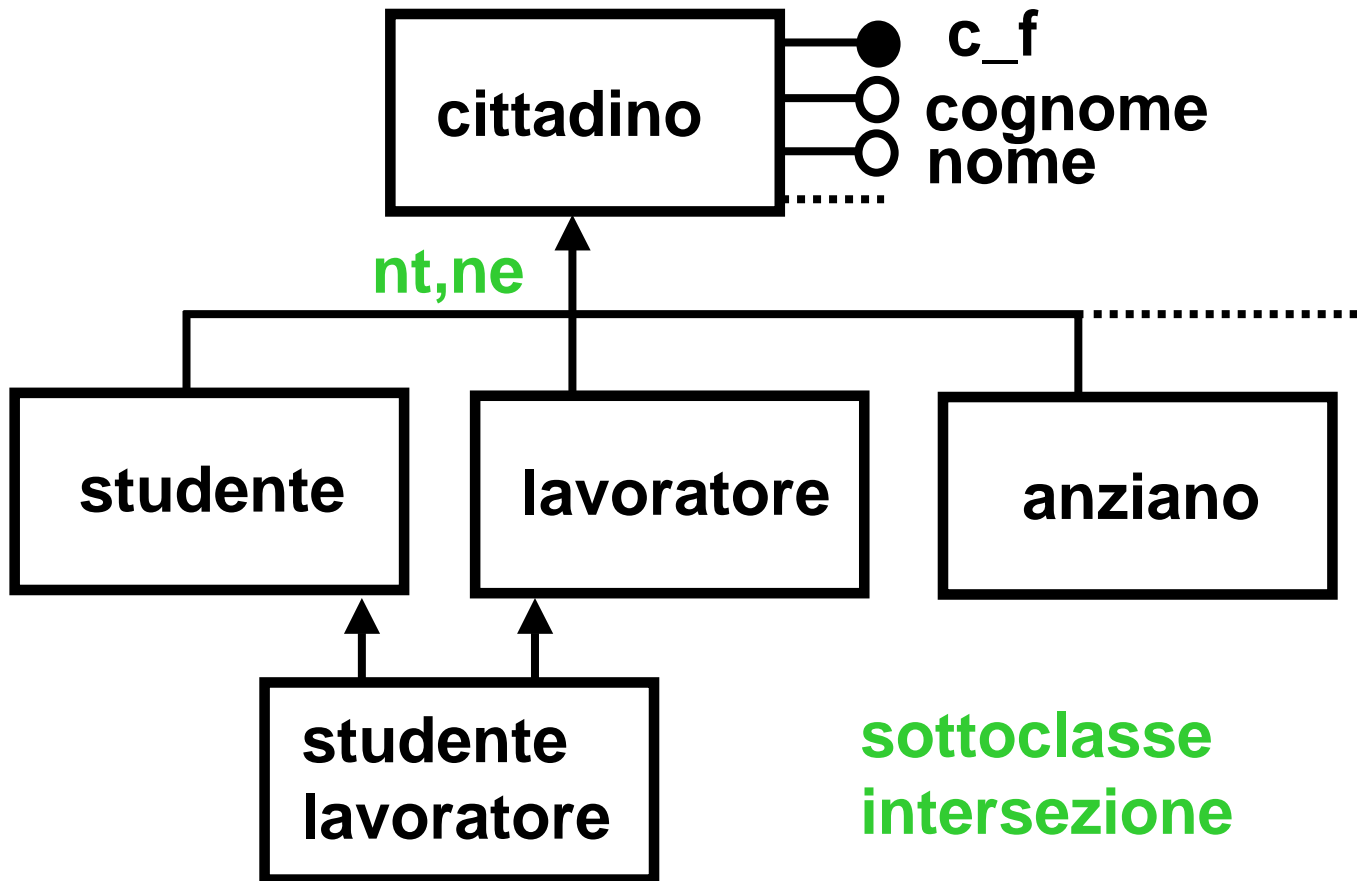 c_f
cittadino
cognome
nome
nt,ne
studente
lavoratore
anziano
studente
lavoratore
sottoclasse
intersezione